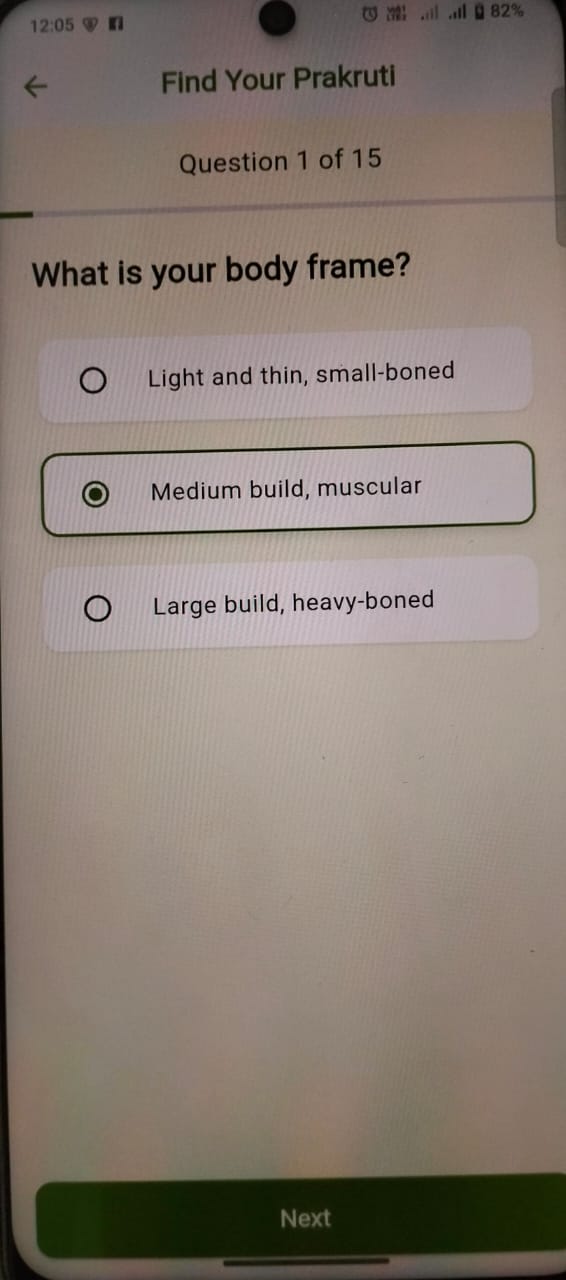 12:05
82%
Find Your Prakruti
Question 1 of 15
What is your body frame?
Light and thin, small-boned
Medium build, muscular
Large build, heavy-boned
Next